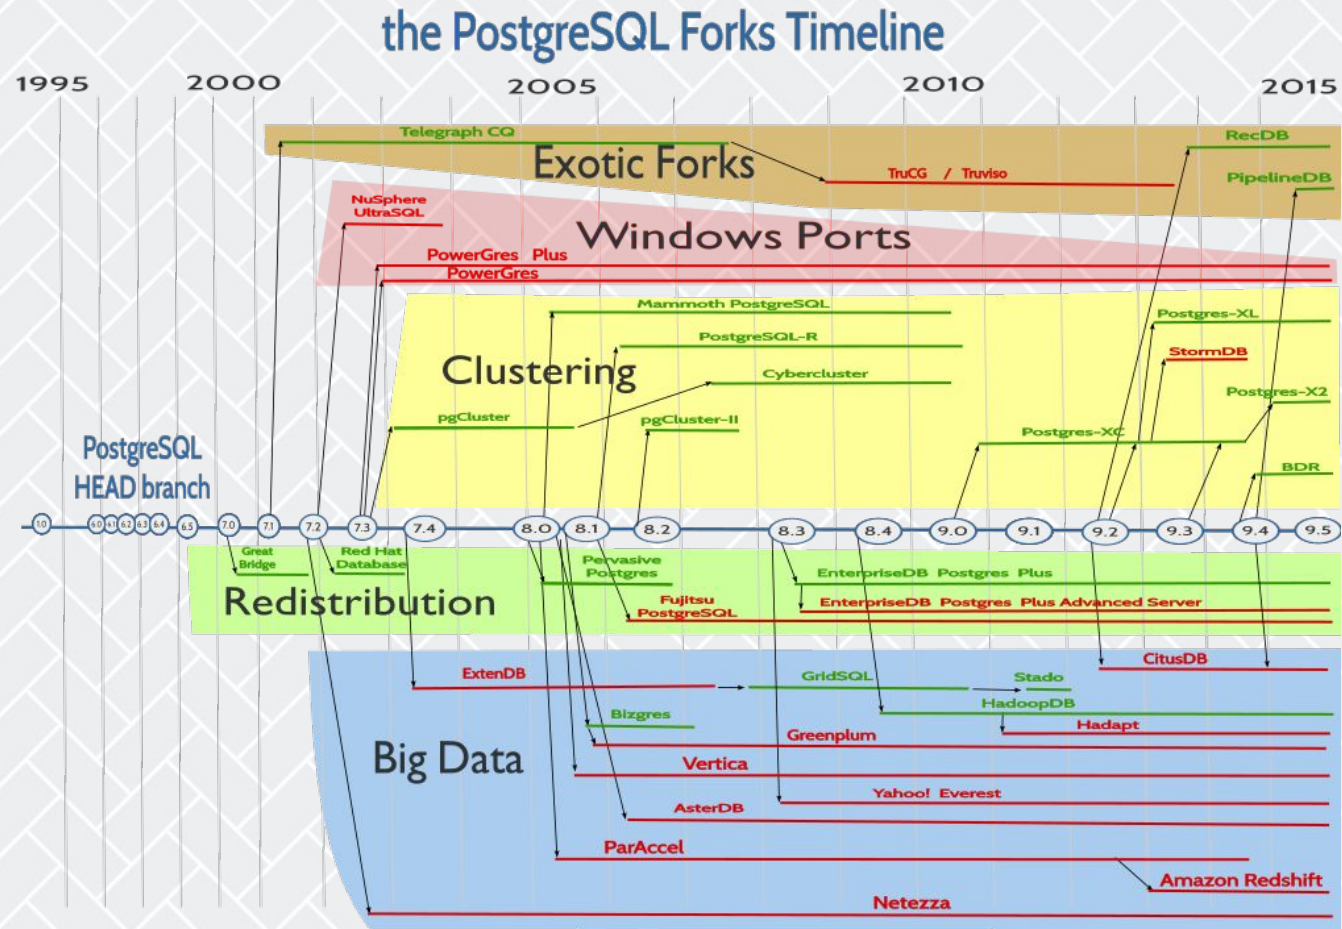 the PostgreSQL Forks Timeline
1995 2000 2005 2010 2015
Telegraph CQ
RecDB
Exotic Forks
TruCG / Truviso
PipelineDB
NuSphere
UltraSQL
Windows Ports
PowerGres Plus
PowerGres
Mammoth PostgreSQL
Postgres-XL
PostgreSQL-R
StormDB
Clustering
Cybercluster
Postgres-X2
pgCluster
pgCluster-II
Postgres-XC
BDR
PostgreSQL
HEAD branch
1.0 6.0 6.1 6.2 6.3 6.4 6.5 7.0 7.1 7.2 7.3 7.4 8.0 8.1 8.2 8.3 8.4 9.0 9.1 9.2 9.3 9.4 9.5
Great
Bridge
Red Hat
Database
Pervasive
Postgres
EnterpriseDB Postgres Plus
Redistribution
Fujitsu
PostgreSQL
EnterpriseDB Postgres Plus Advanced Server
CitusDB
ExtenDB
GridSQL
Stado
HadoopDB
Bizgres
Hadapt
Greenplum
Big Data
Vertica
Yahoo! Everest
AsterDB
ParAccel
Amazon Redshift
Netezza